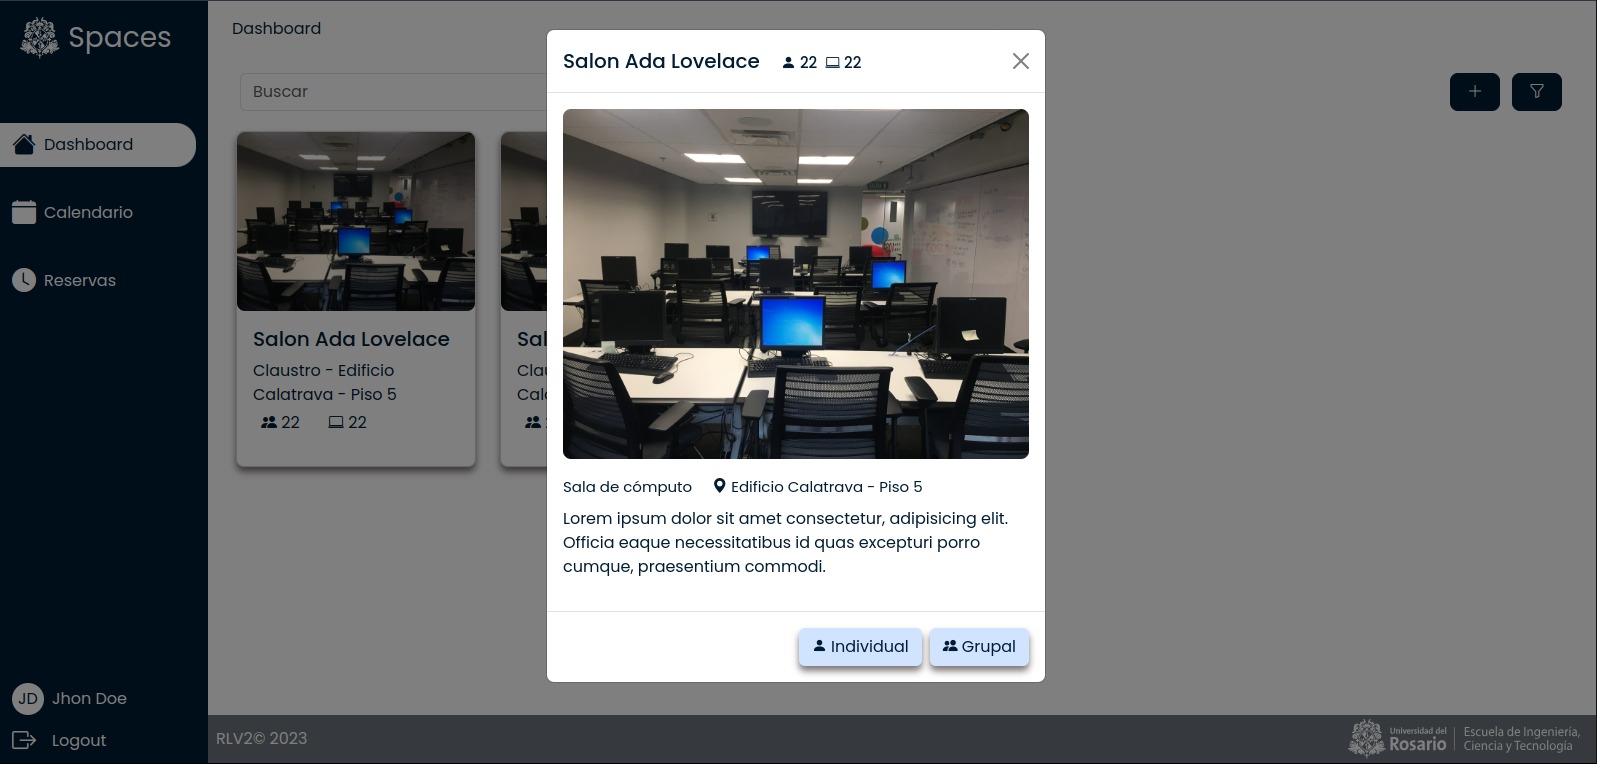 Spaces
Dashboard
Calendario
Reservas
JD
Jhon Doe
Logout
Dashboard
Buscar
Salon Ada Lovelace
Claustro - Edificio
Calatrava - Piso 5
22
22
Sal
Clau
Cala
Salon Ada Lovelace
22
22
Sala de cómputo
Edificio Calatrava - Piso 5
Lorem ipsum dolor sit amet consectetur, adipisicing elit.
Officia eaque necessitatibus id quas excepturi porro
cumque, praesentium commodi.
Individual
Grupal
RLV2© 2023
Universidad del
Rosario
Escuela de Ingeniería,
Ciencia y Tecnología